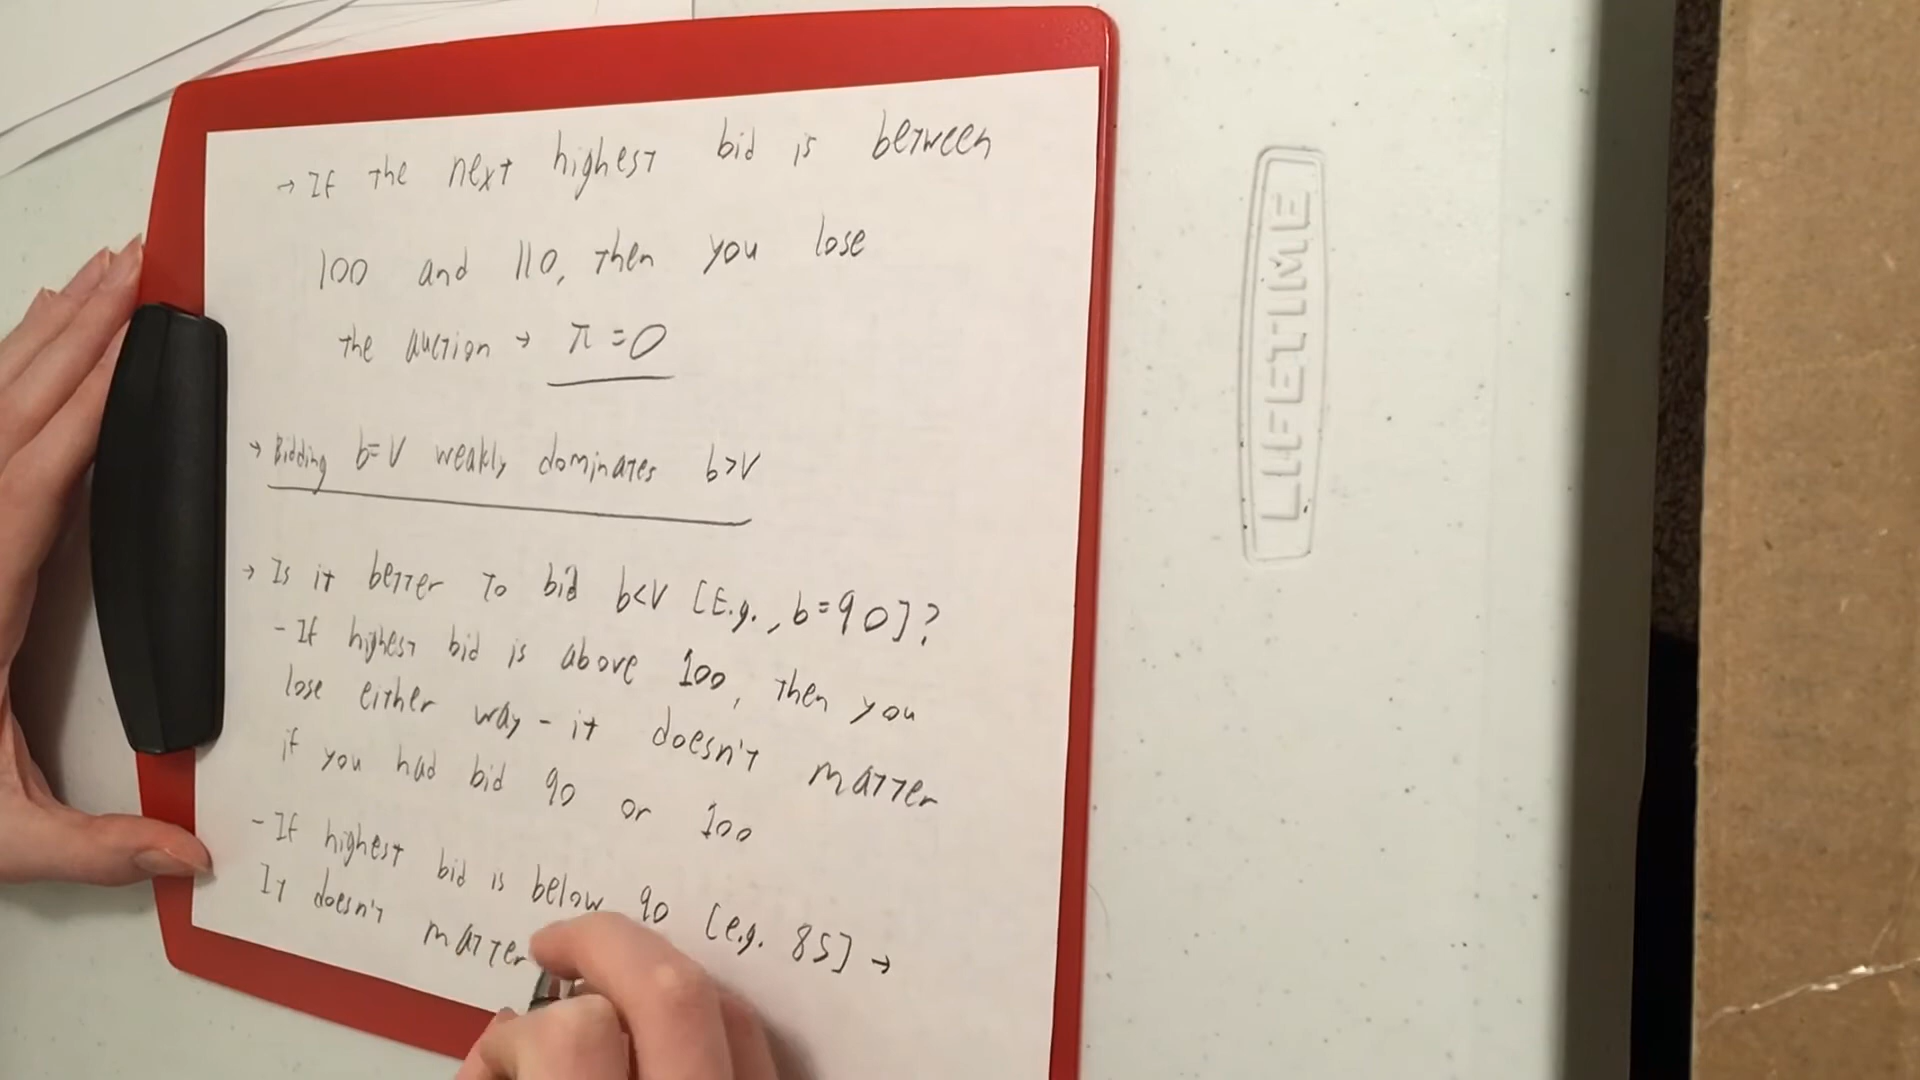 → If the next highest bid is between
100 and 110, then you lose
the auction → π = 0
→ Bidding b=V weakly dominates b>V
→ Is it better to bid b<V [E.g., b=90]?
- If highest bid is above 100, then you
lose either way - it doesn't matter
if you had bid 90 or 100
- If highest bid is below 90 [e.g. 85] →
It doesn't matter
LIFETIME